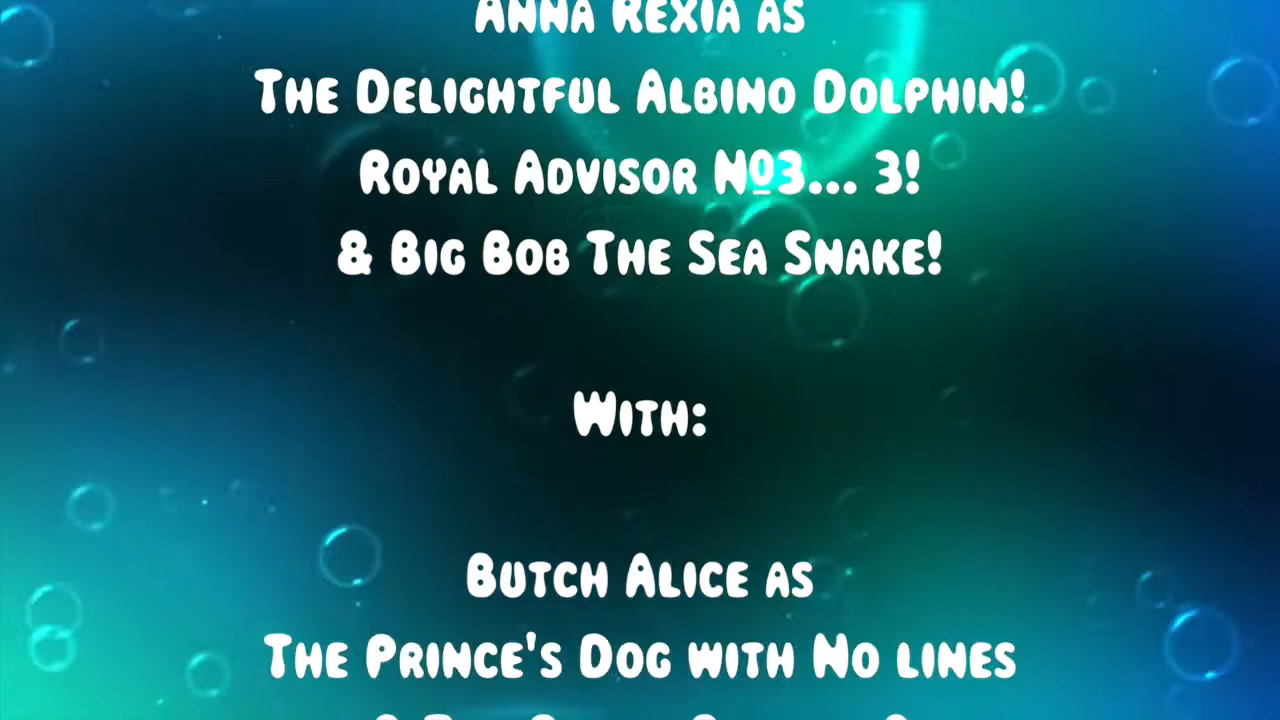 Anna Rexia as
The Delightful Albino Dolphin!
Royal Advisor Nº3... 3!
& Big Bob The Sea Snake!
With:
Butch Alice as
The Prince's Dog with No lines